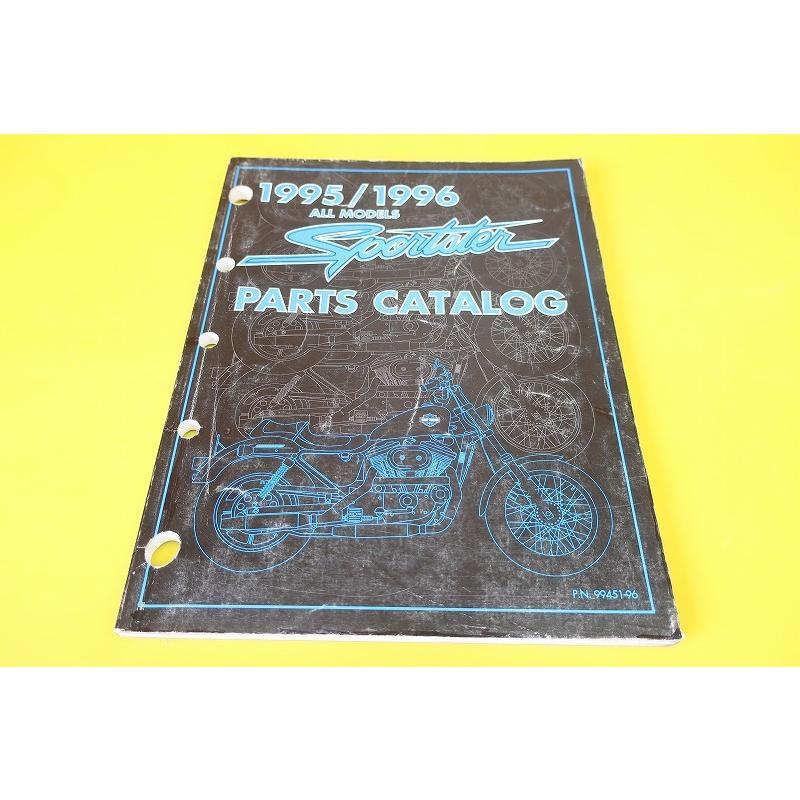 1995/1996
ALL MODELS
Sportster
PARTS CATALOG
P.N. 99451-96